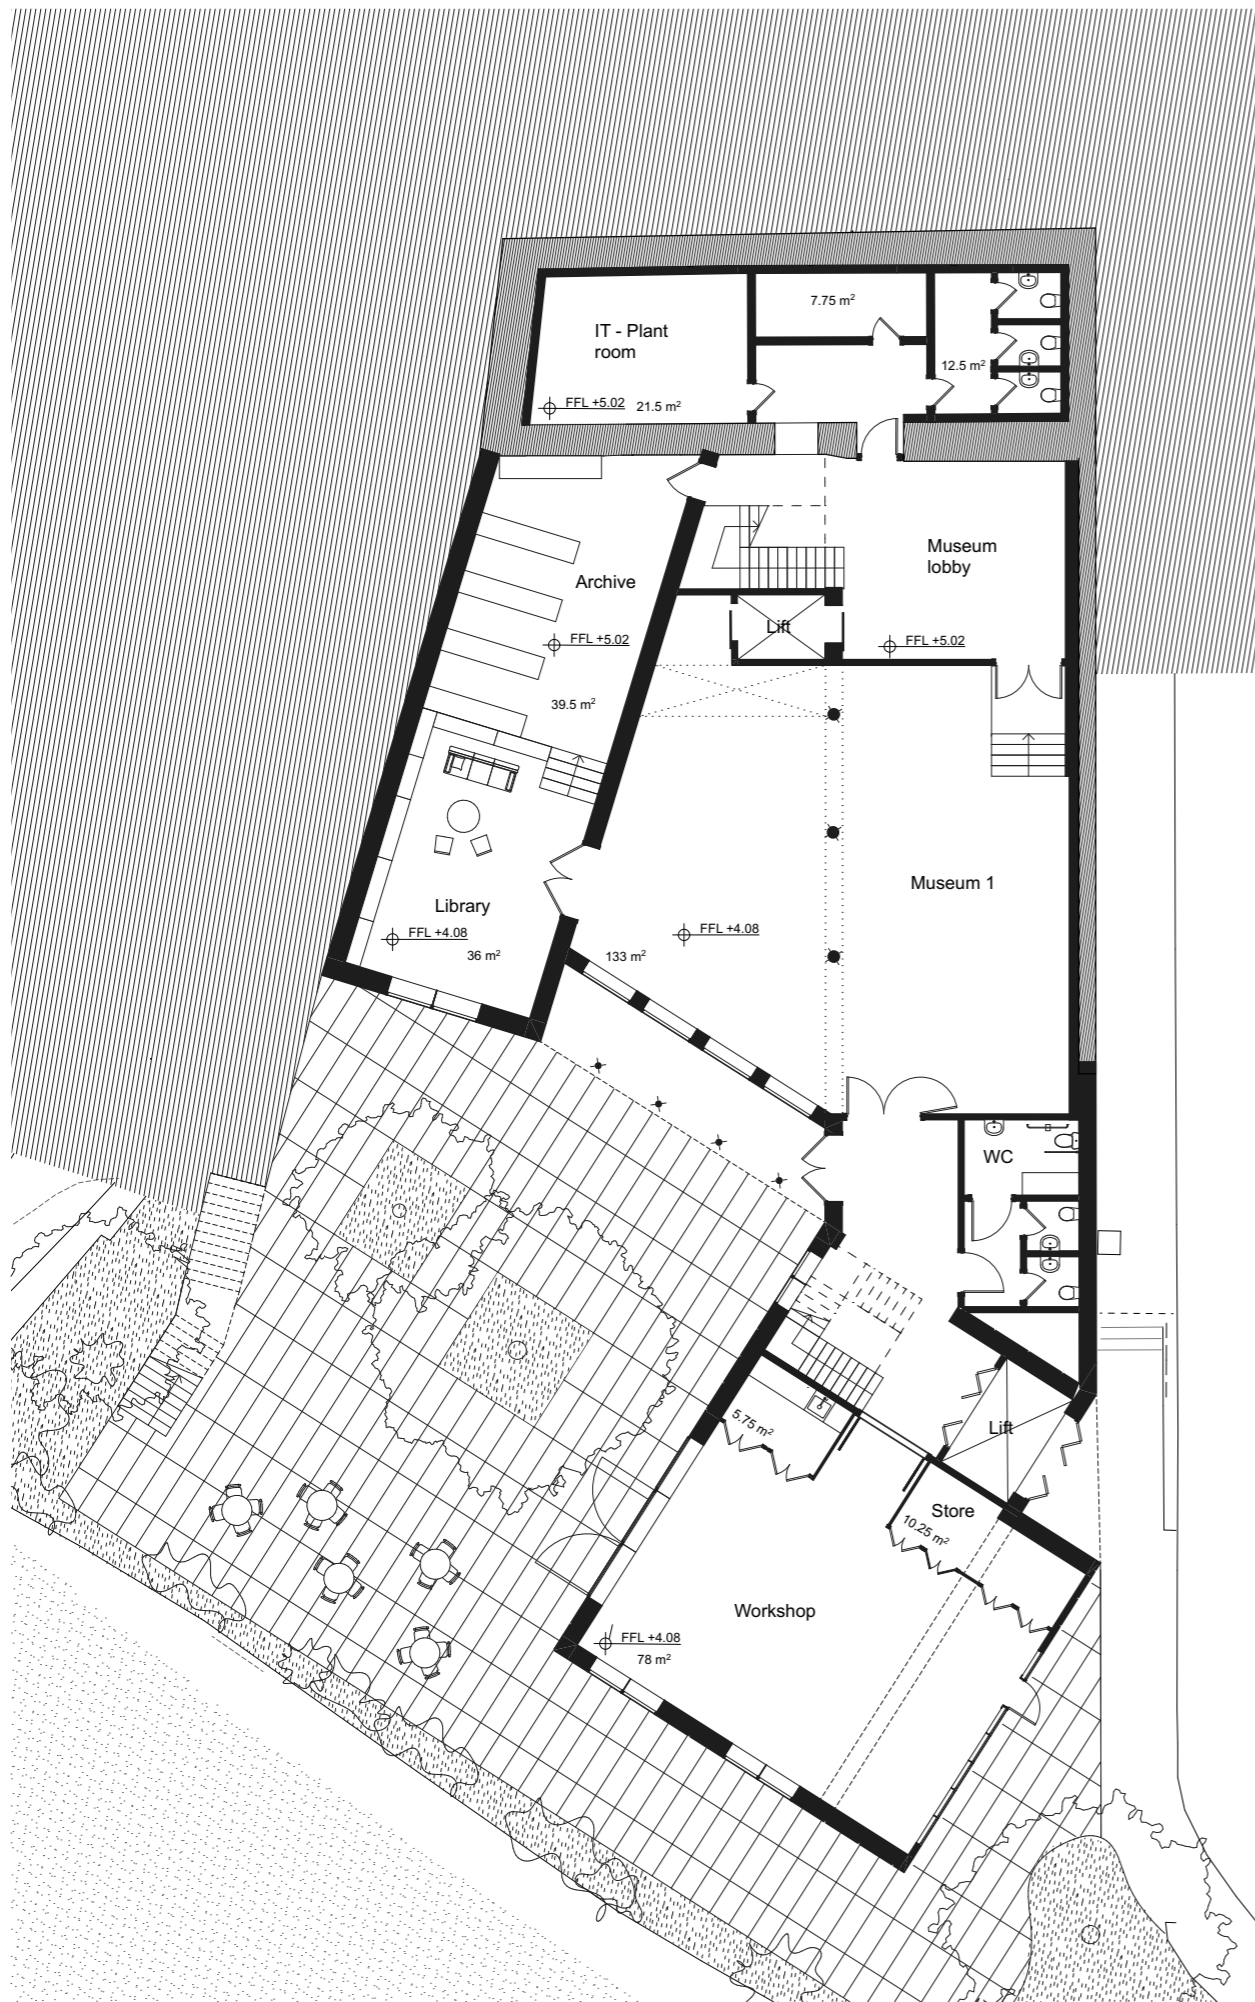 7.75 m²
IT - Plant
room
12.5 m²
FFL +5.02
21.5 m²
Museum
lobby
Archive
Lift
FFL +5.02
FFL +5.02
39.5 m²
Museum 1
Library
FFL +4.08
FFL +4.08
36 m²
133 m²
WC
5.75 m²
Lift
Store
10.25 m²
Workshop
FFL +4.08
78 m²